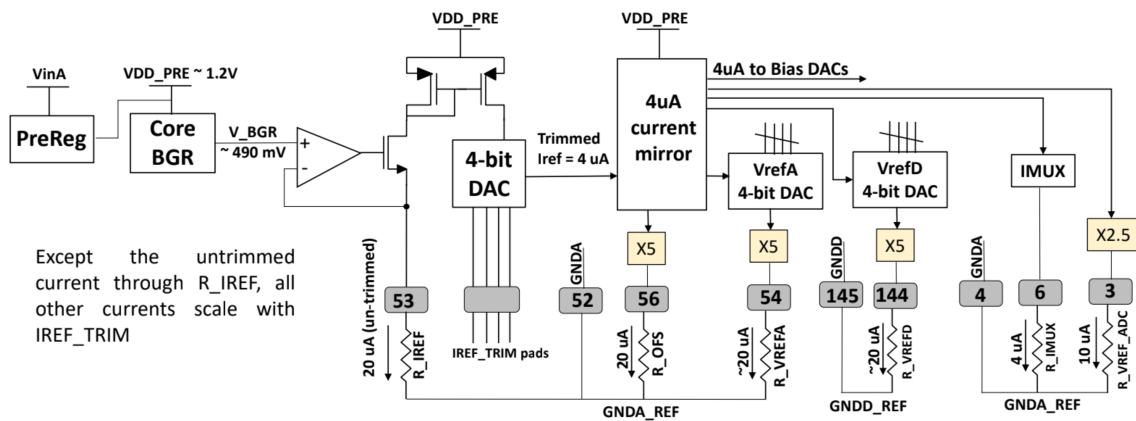 VDD_PRE
VDD_PRE
VinA
VDD_PRE ~ 1.2V
4uA to Bias DACs
PreReg
Core
BGR
V_BGR
~ 490 mV
+
-
4-bit
DAC
Trimmed
Iref = 4 uA
4uA
current
mirror
VrefA
4-bit DAC
VrefD
4-bit DAC
IMUX
X5
X5
X5
X2.5
Except the untrimmed
current through R_IREF, all
other currents scale with
IREF_TRIM
20 uA (un-trimmed)
GNDA
GNDD
GNDA
53
52
56
54
145
144
4
6
3
R_IREF
IREF_TRIM pads
20 uA
R_OFS
~20 uA
R_VREFA
~20 uA
R_VREFD
4 uA
R_IMUX
10 uA
R_VREF_ADC
GNDA_REF
GNDD_REF
GNDA_REF